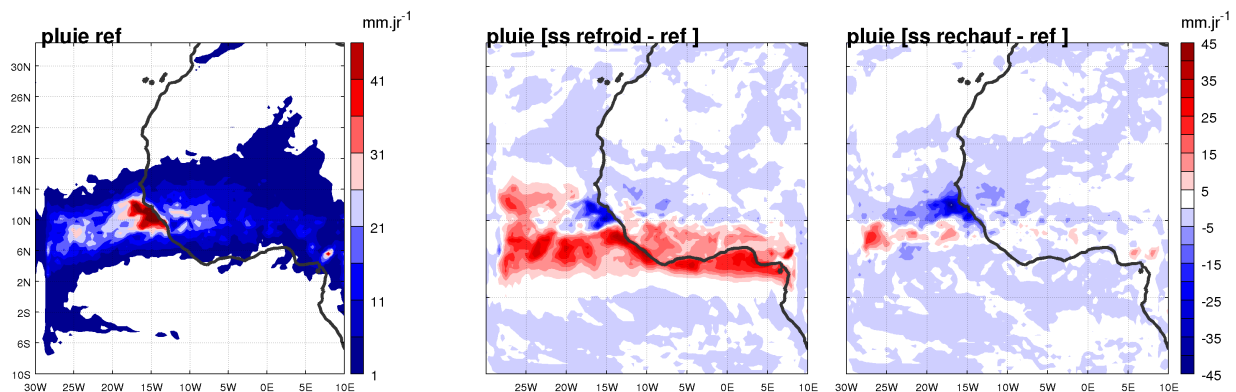 mm.jr-1
mm.jr-1
pluie ref
pluie [ss refroid - ref ]
pluie [ss rechauf - ref ]
30N
26N
22N
18N
14N
10N
6N
2N
2S
6S
10S
30W 25W 20W 15W 10W 5W 0E 5E 10E
41
31
21
11
1
25W 20W 15W 10W 5W 0E 5E 10E
30W 25W 20W 15W 10W 5W 0E 5E 10E
45
35
25
15
5
-5
-15
-25
-35
-45